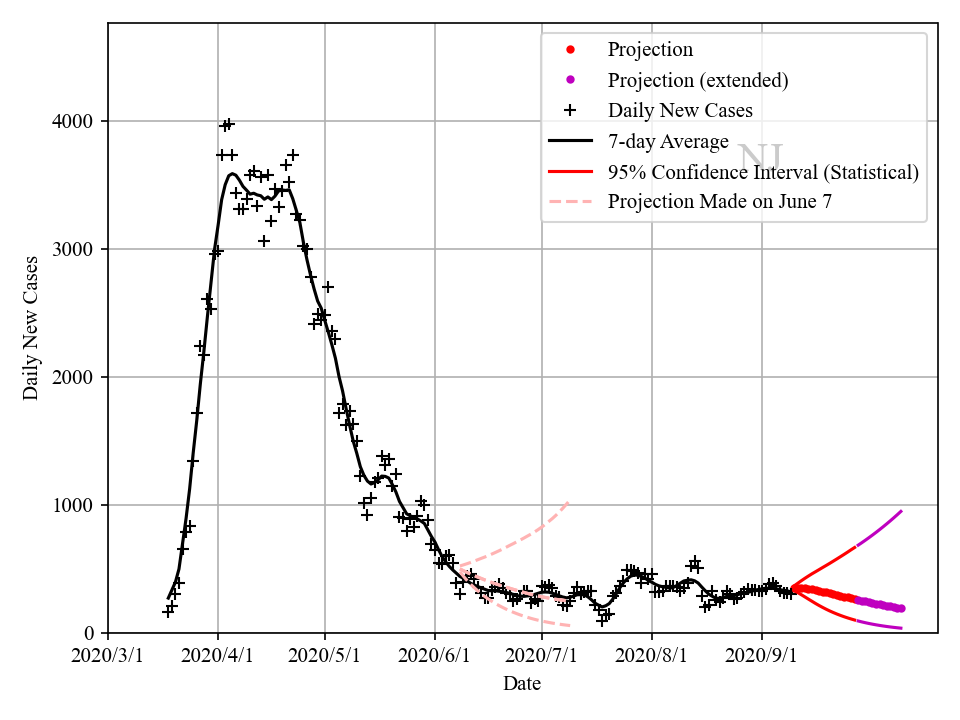 Projection
Projection (extended)
Daily New Cases
7-day Average
NJ
95% Confidence Interval (Statistical)
Projection Made on June 7
4000
3000
2000
1000
0
Daily New Cases
2020/3/1
2020/4/1
2020/5/1
2020/6/1
2020/7/1
2020/8/1
2020/9/1
Date